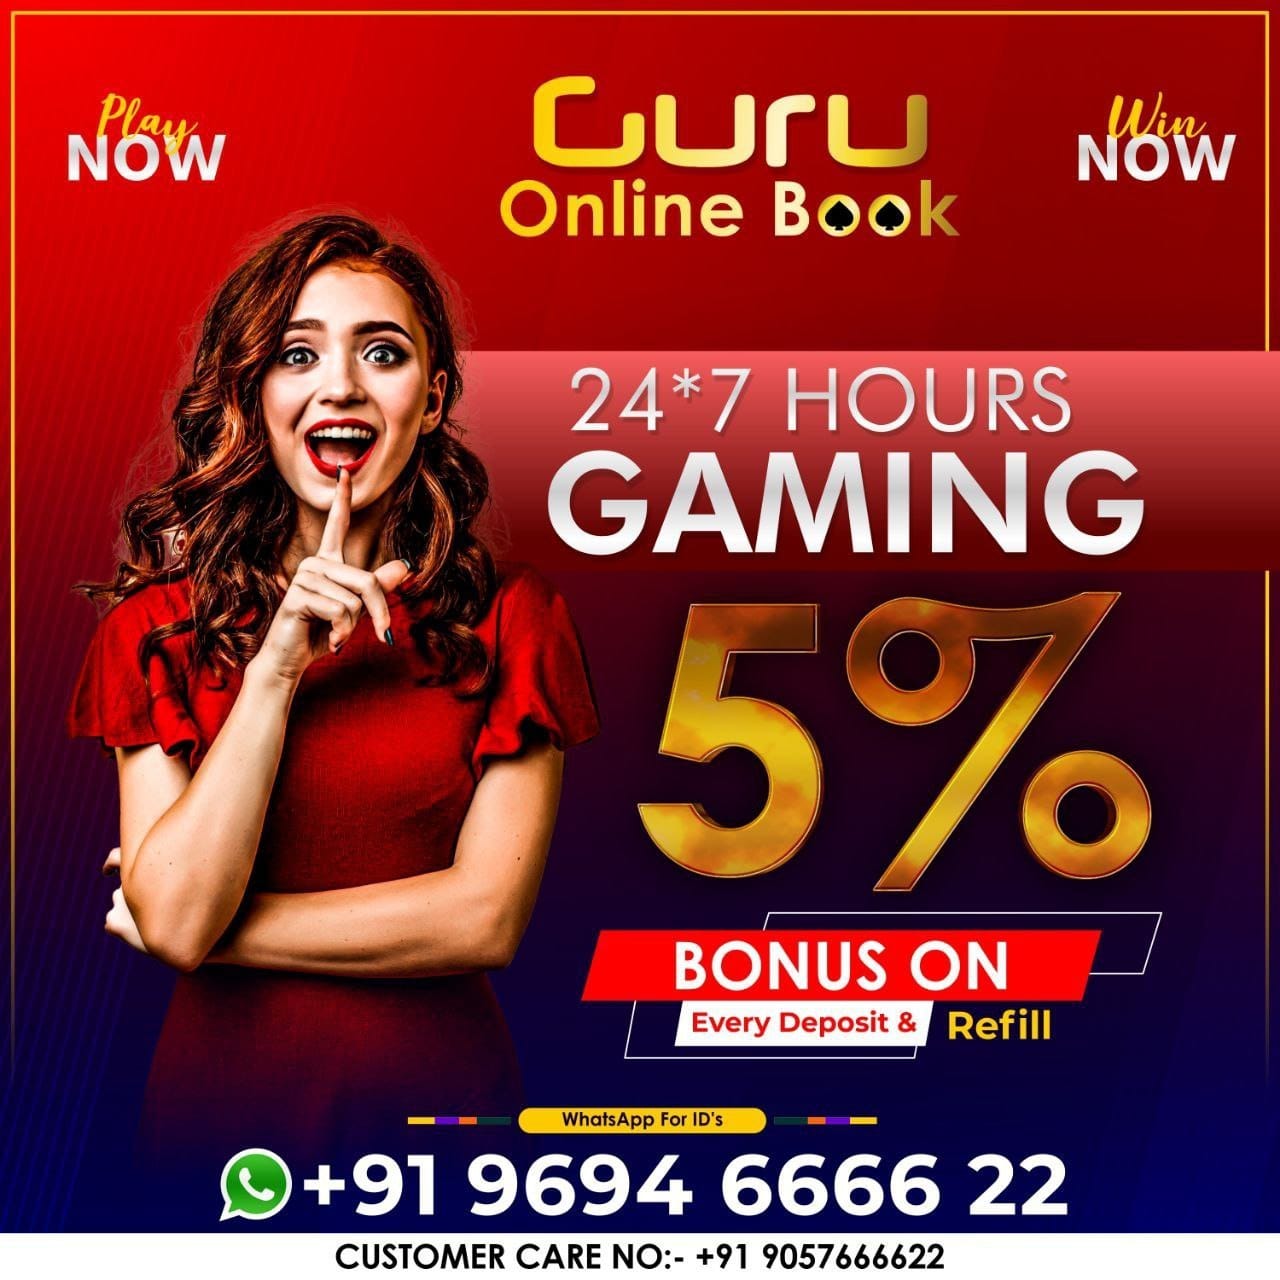 Play
NOW
Guru
Online Book
Win
NOW
24*7 HOURS
GAMING
5%
BONUS ON
Every Deposit & Refill
WhatsApp For ID's
+91 9694 6666 22
CUSTOMER CARE NO:- +91 9057666622